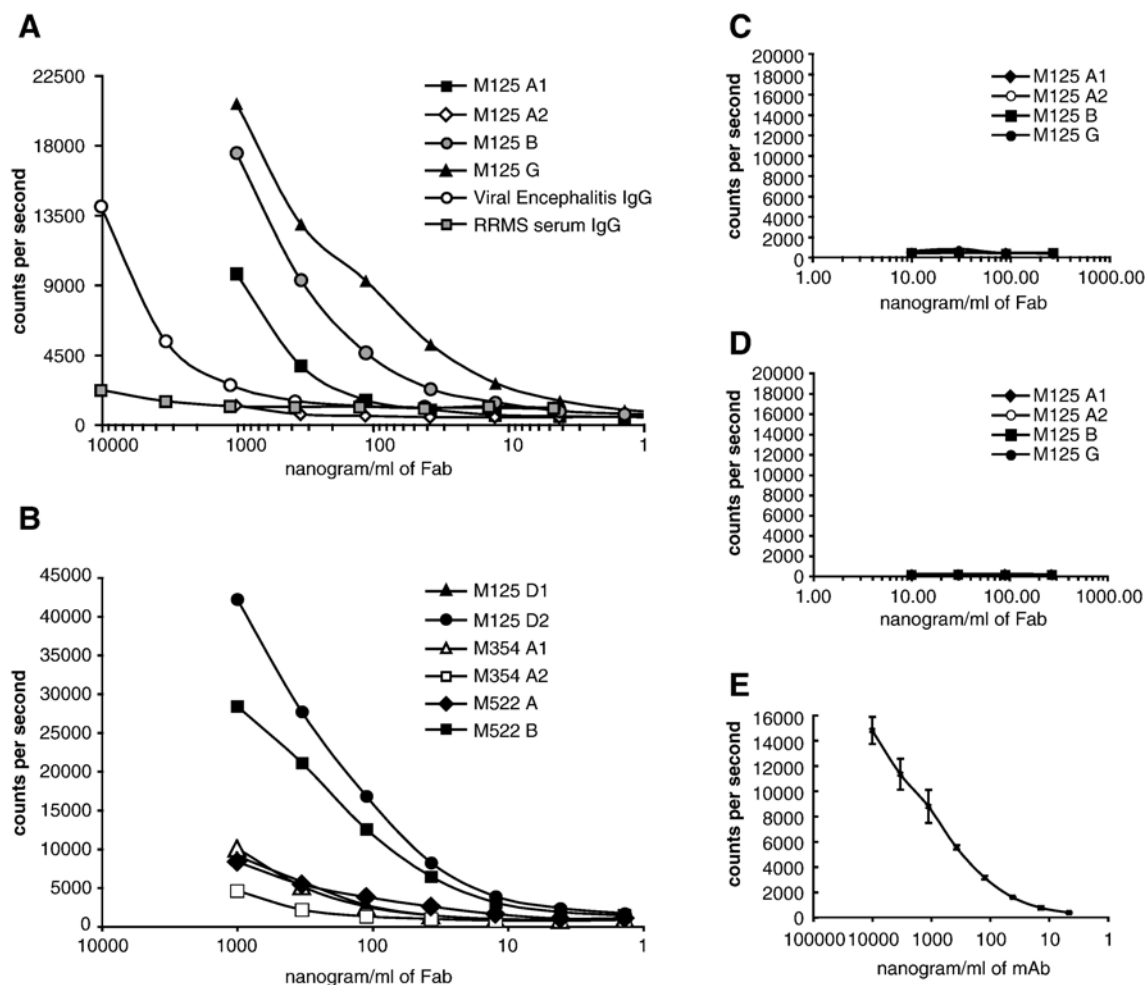 A
22500
18000
13500
9000
4500
0
counts per second
10000 1000 100 10 1
nanogram/ml of Fab
M125 A1
M125 A2
M125 B
M125 G
Viral Encephalitis IgG
RRMS serum IgG
B
45000
40000
35000
30000
25000
20000
15000
10000
5000
0
counts per second
10000 1000 100 10 1
nanogram/ml of Fab
M125 D1
M125 D2
M354 A1
M354 A2
M522 A
M522 B
C
20000
18000
16000
14000
12000
10000
8000
6000
4000
2000
0
counts per second
1.00 10.00 100.00 1000.00
nanogram/ml of Fab
M125 A1
M125 A2
M125 B
M125 G
D
20000
18000
16000
14000
12000
10000
8000
6000
4000
2000
0
counts per second
1.00 10.00 100.00 1000.00
nanogram/ml of Fab
M125 A1
M125 A2
M125 B
M125 G
E
16000
14000
12000
10000
8000
6000
4000
2000
0
counts per second
100000 10000 1000 100 10 1
nanogram/ml of mAb